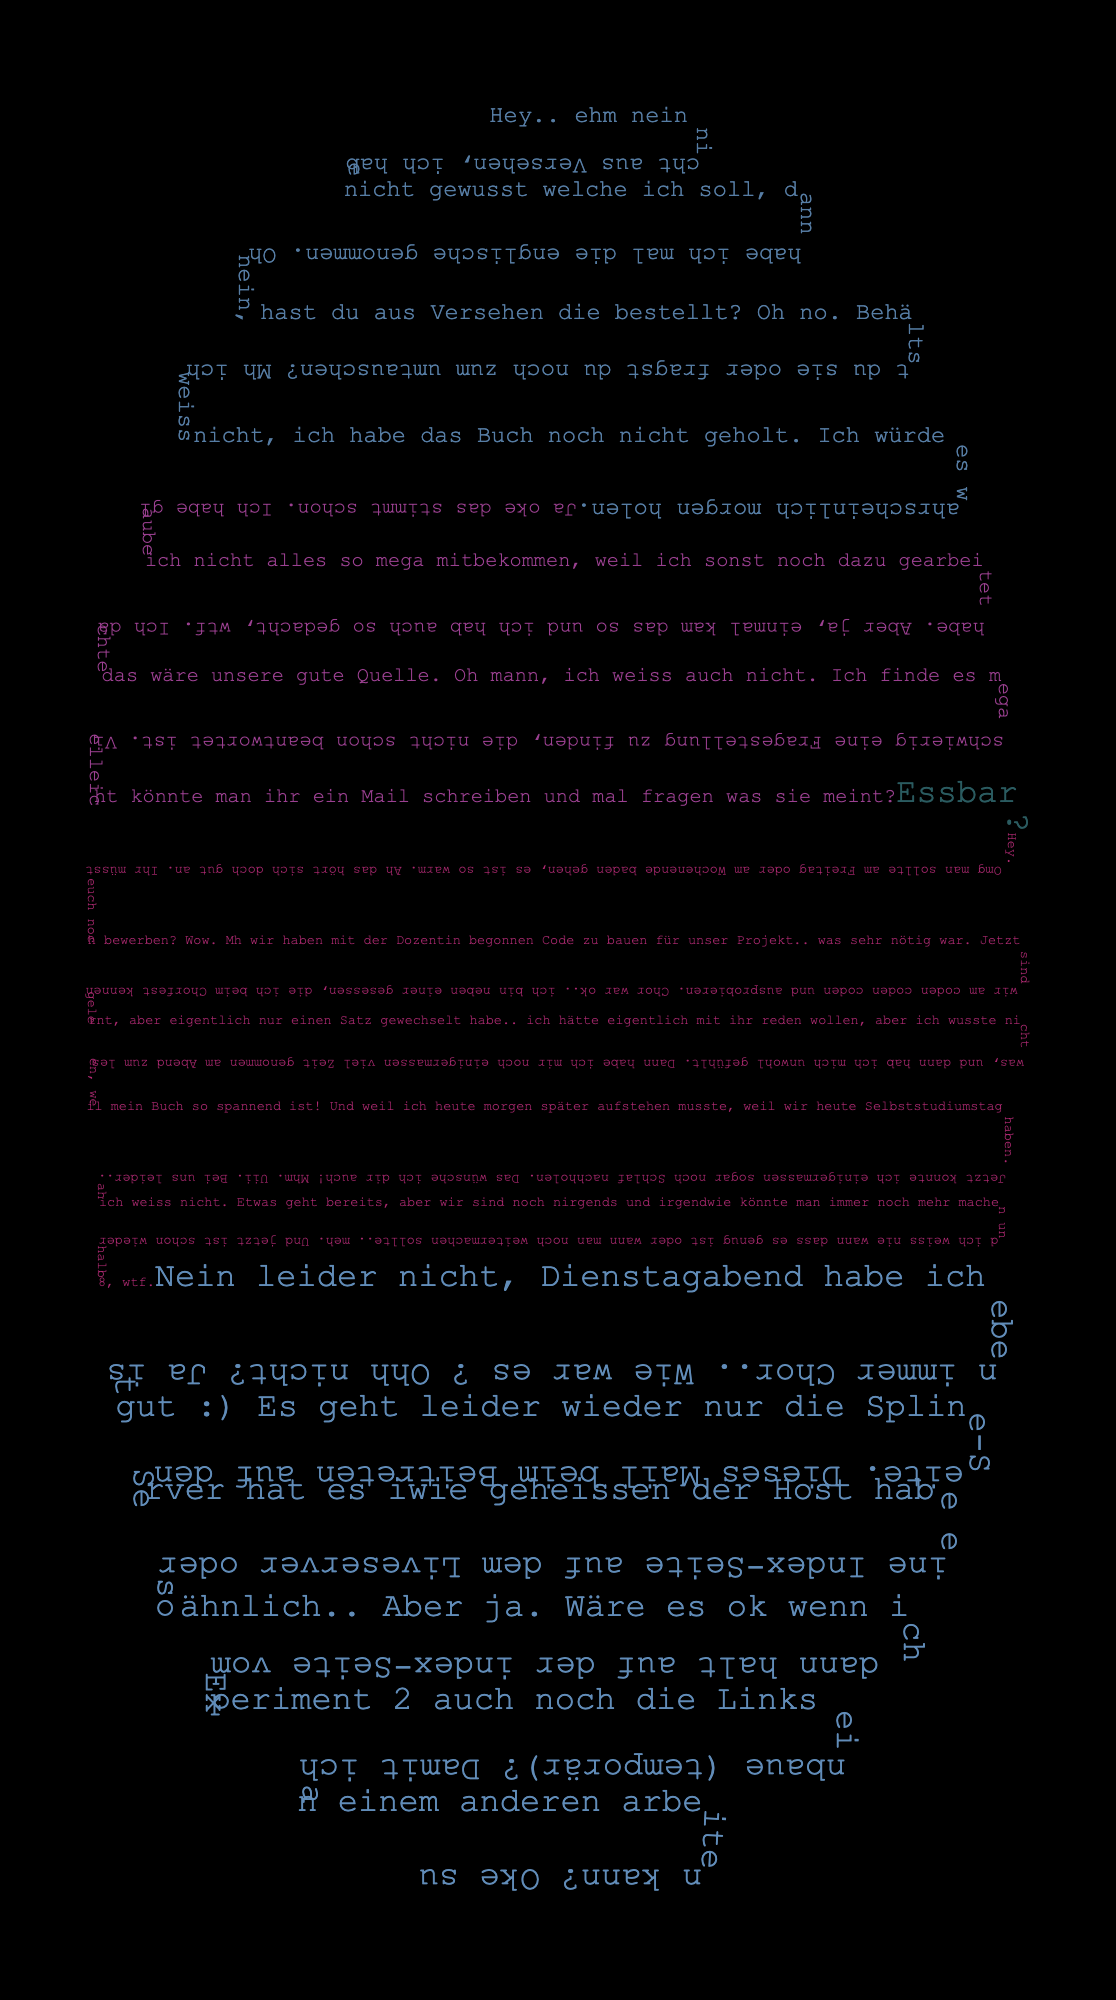 Hey.. ehm nein
ni
cht aus Versehen, ich hab
e
nicht gewusst welche ich soll, d
ann
habe ich mal die englische genommen. Oh
nein,
hast du aus Versehen die bestellt? Oh no. Behä
lts
t du sie oder fragst du noch zum umtauschen? Mh ich
weiss
nicht, ich habe das Buch noch nicht geholt. Ich würde
es w
ahrscheinlich morgen holen.Ja oke das stimmt schon. Ich habe gl
aube
ich nicht alles so mega mitbekommen, weil ich sonst noch dazu gearbei
tet
habe. Aber ja, einmal kam das so und ich hab auch so gedacht, wtf. Ich da
chte
das wäre unsere gute Quelle. Oh mann, ich weiss auch nicht. Ich finde es m
ega
schwierig eine Fragestellung zu finden, die nicht schon beantwortet ist. Vi
elleic
ht könnte man ihr ein Mail schreiben und mal fragen was sie meint?Essbar
?
Hey.
Omg man sollte am Freitag oder am Wochenende baden gehen, es ist so warm. Ah das hört sich doch gut an. Ihr müsst
euch noc
h bewerben? Wow. Mh wir haben mit der Dozentin begonnen Code zu bauen für unser Projekt.. was sehr nötig war. Jetzt
sind
wir am coden coden coden und ausprobieren. Chor war ok.. ich bin neben einer gesessen, die ich beim Chorfest kennen
gele
rnt, aber eigentlich nur einen Satz gewechselt habe.. ich hätte eigentlich mit ihr reden wollen, aber ich wusste ni
cht
was, und dann hab ich mich unwohl gefühlt. Dann habe ich mir noch einigermassen viel Zeit genommen am Abend zum les
en, we
il mein Buch so spannend ist! Und weil ich heute morgen später aufstehen musste, weil wir heute Selbststudiumstag
haben.
Jetzt konnte ich einigermassen sogar noch Schlaf nachholen. Das wünsche ich dir auch! Mhm. Uii. Bei uns leider..
ah
ich weiss nicht. Etwas geht bereits, aber wir sind noch nirgends und irgendwie könnte man immer noch mehr mache
n un
d ich weiss nie wann dass es genug ist oder wann man noch weitermachen sollte.. meh. Und jetzt ist schon wieder
halb
8, wtf.Nein leider nicht, Dienstagabend habe ich
ebe
n immer Chor.. Wie war es ? Ohh nicht? Ja is
t
gut :) Es geht leider wieder nur die Splin
e-S
eite. Dieses Mail beim Beitreten auf den
Se
rver hat es iwie geheissen der Host hab
e e
ine Index-Seite auf dem Liveserver oder
so
ähnlich.. Aber ja. Wäre es ok wenn i
ch
dann halt auf der index-Seite vom
Ex
periment 2 auch noch die Links
ei
nbaue (temporär)? Damit ich
a
n einem anderen arbe
ite
n kann? Oke su